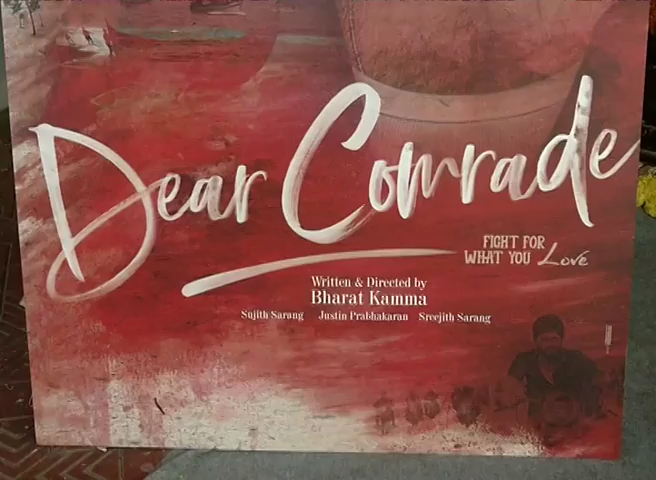 Dear Comrade
FIGHT FOR
WHAT YOU Love
Written & Directed by
Bharat Kamma
Sujith Sarang Justin Prabhakaran Sreejith Sarang